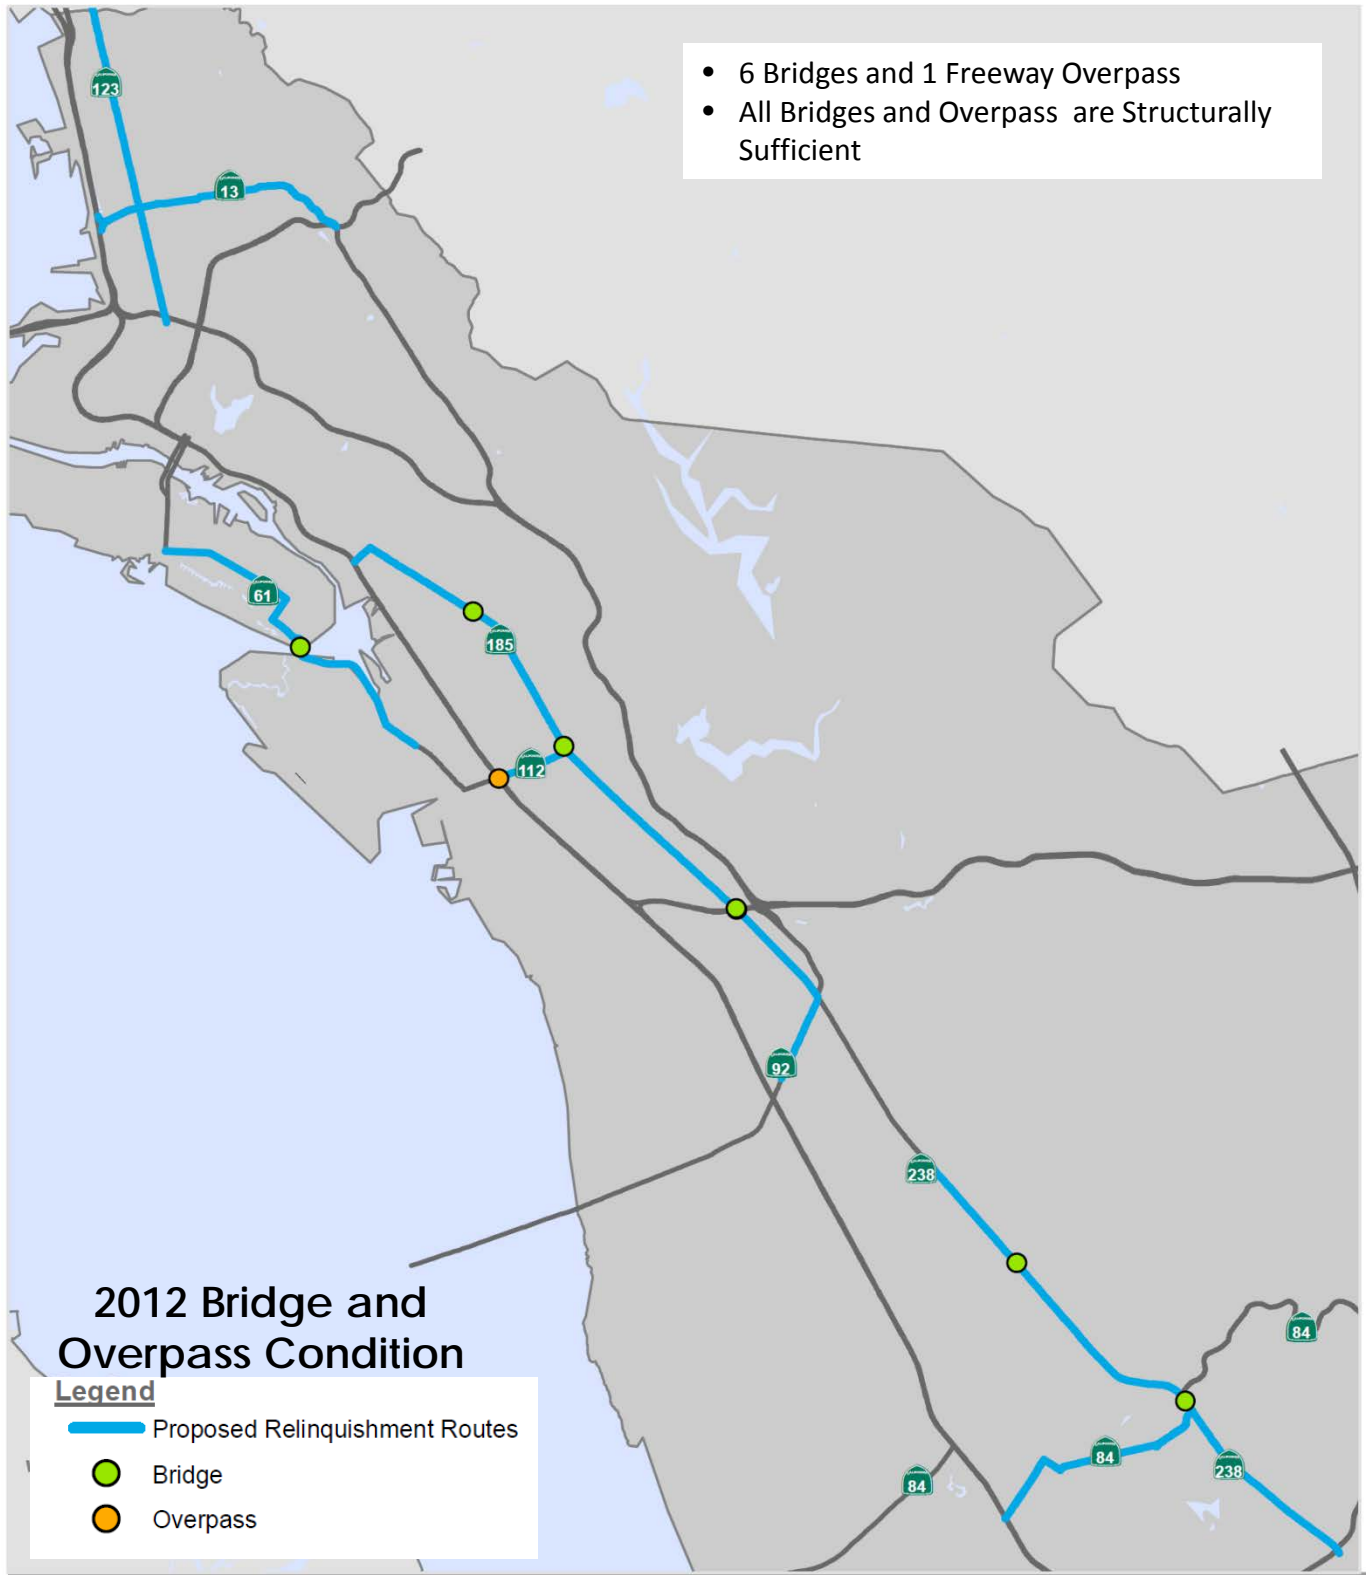 • 6 Bridges and 1 Freeway Overpass
• All Bridges and Overpass are Structurally
Sufficient
123
13
61
185
112
92
238
84
84
238
84
2012 Bridge and
Overpass Condition
Legend
Proposed Relinquishment Routes
Bridge
Overpass